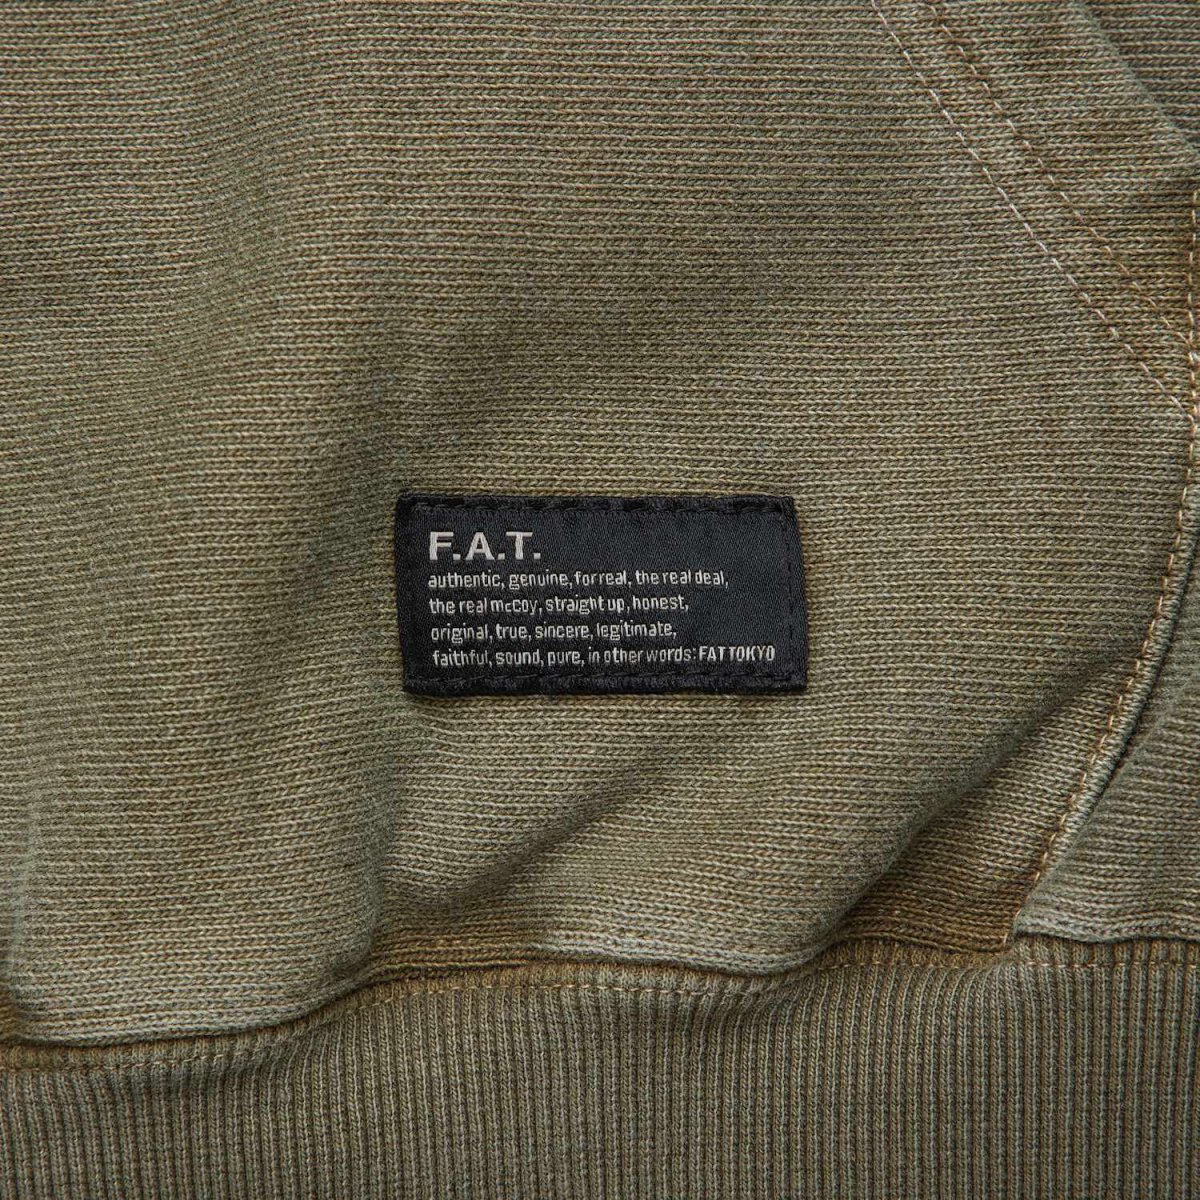 F.A.T.
authentic, genuine, for real, the real deal,
the real mccoy, straight up, honest,
original, true, sincere, legitimate,
faithful, sound, pure, in other words: FAT TOKYO